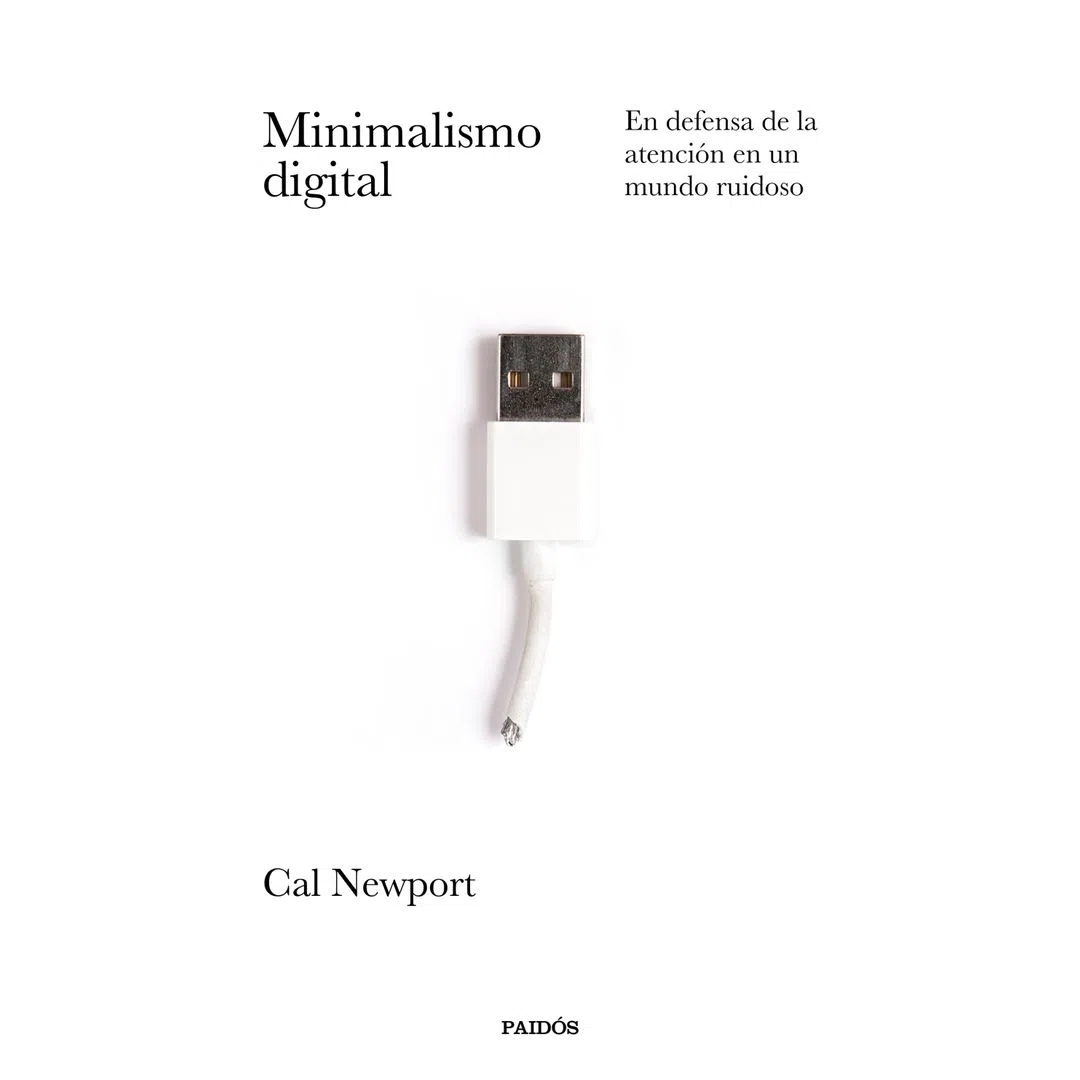 Minimalismo
digital
En defensa de la
atención en un
mundo ruidoso
Cal Newport
PAIDÓS